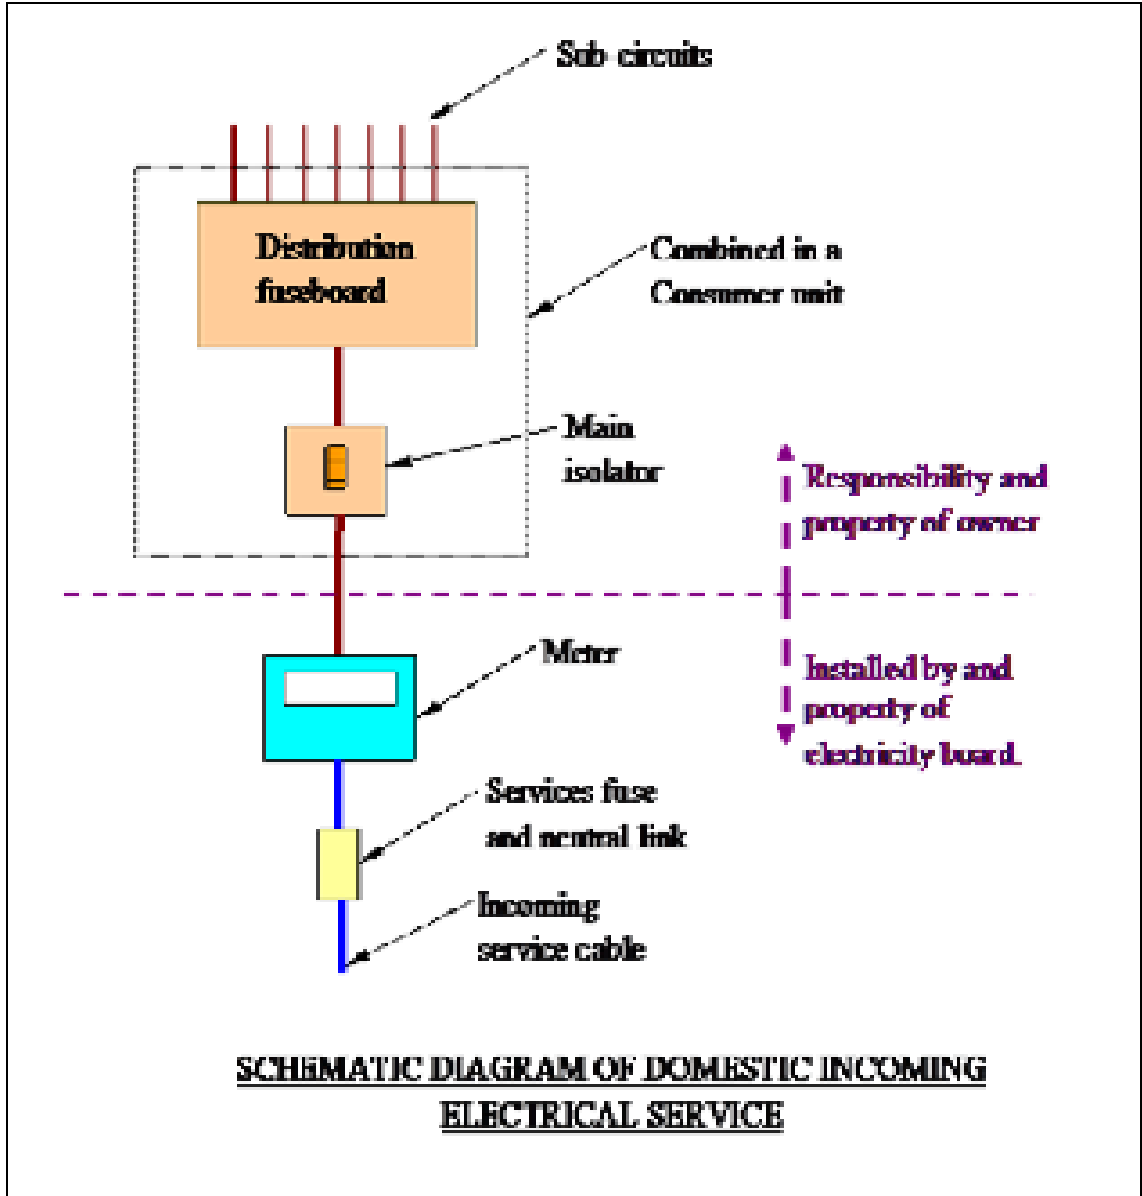 Sub-circuits
Distribution
fuseboard
Combined in a
Consumer unit
Main
isolator
Responsibility and
property of owner
Meter
Installed by and
property of
electricity board.
Services fuse
and neutral link
Incoming
service cable
SCHEMATIC DIAGRAM OF DOMESTIC INCOMING
ELECTRICAL SERVICE